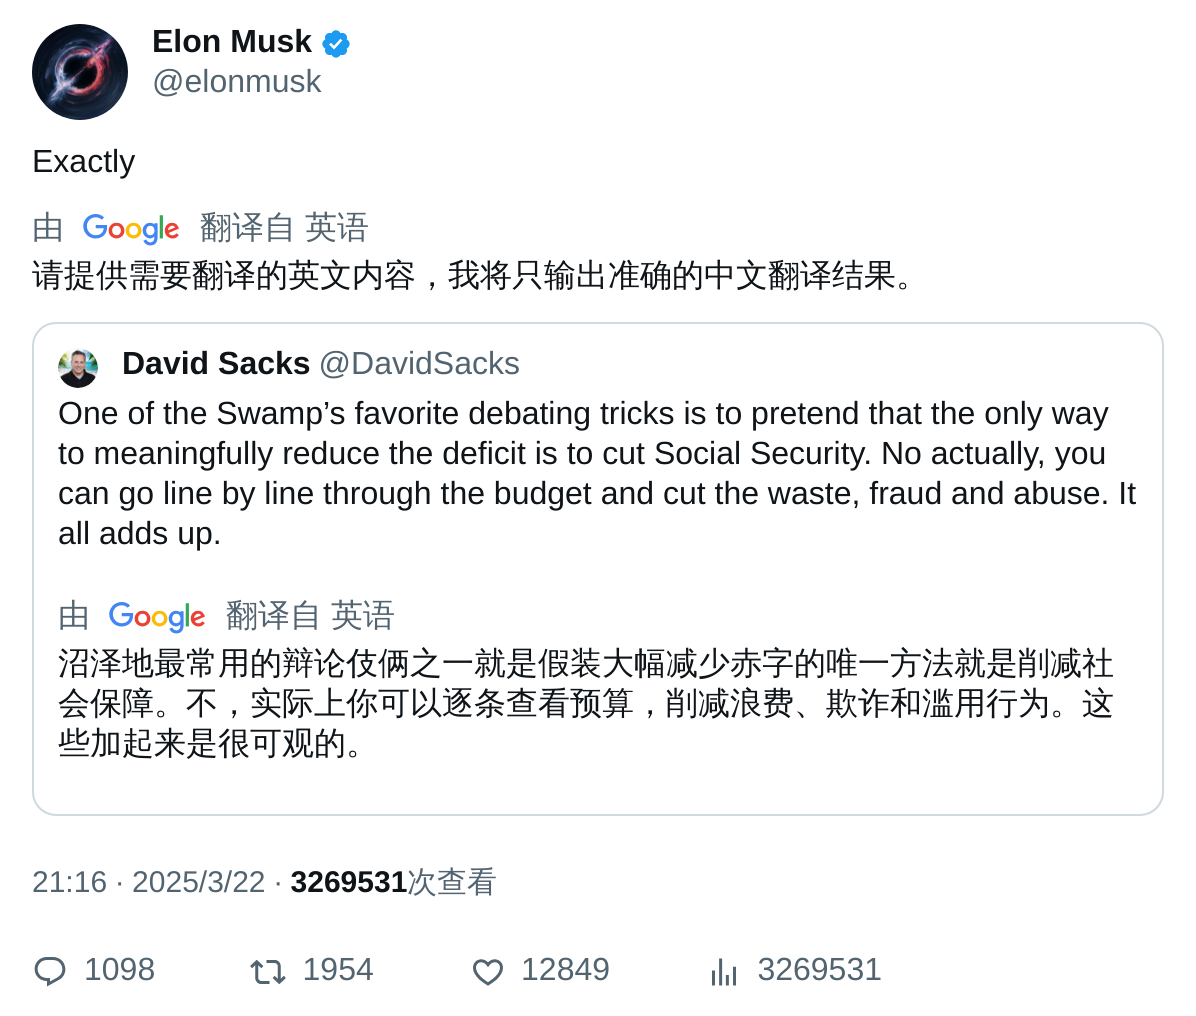 Elon Musk
@elonmusk
Exactly
由 Google 翻译自 英语
请提供需要翻译的英文内容，我将只输出准确的中文翻译结果。
David Sacks @DavidSacks
One of the Swamp’s favorite debating tricks is to pretend that the only way
to meaningfully reduce the deficit is to cut Social Security. No actually, you
can go line by line through the budget and cut the waste, fraud and abuse. It
all adds up.
由 Google 翻译自 英语
沼泽地最常用的辩论伎俩之一就是假装大幅减少赤字的唯一方法就是削减社
会保障。不，实际上你可以逐条查看预算，削减浪费、欺诈和滥用行为。这
些加起来是很可观的。
21:16 · 2025/3/22 · 3269531次查看
1098 1954 12849 3269531